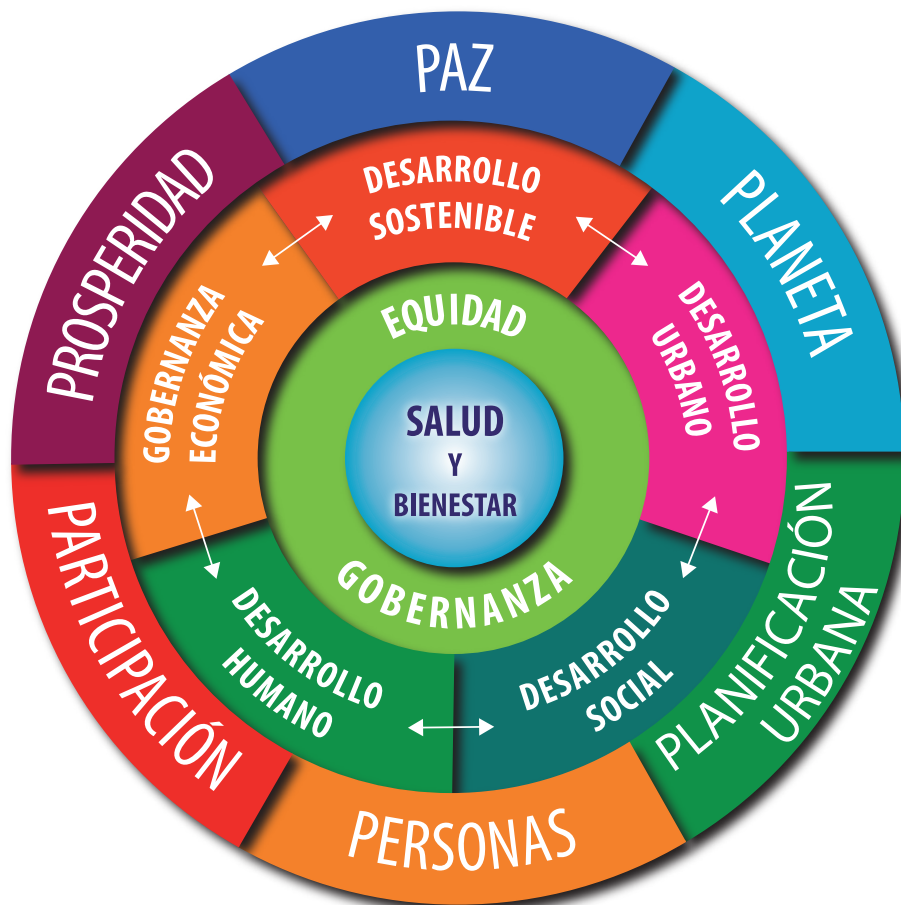 PAZ
PLANETA
PLANIFICACIÓN
URBANA
PERSONAS
PARTICIPACIÓN
PROSPERIDAD
DESARROLLO
SOSTENIBLE
DESARROLLO
URBANO
DESARROLLO
SOCIAL
DESARROLLO
HUMANO
GOBERNANZA
ECONÓMICA
EQUIDAD
GOBERNANZA
SALUD
Y
BIENESTAR